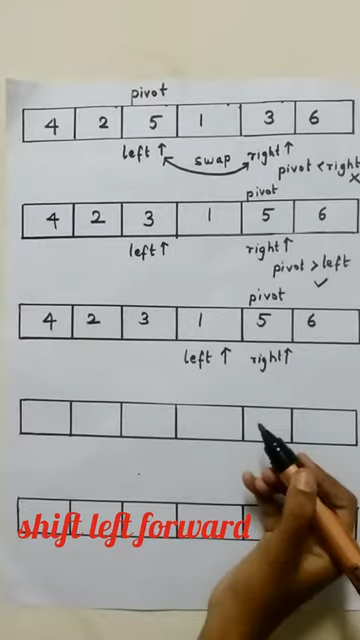 pivot
4 2 5 1 3 6
left ↑ swap right ↑
pivot < right
x
pivot
4 2 3 1 5 6
left ↑ right ↑
pivot > left
✓
pivot
4 2 3 1 5 6
left ↑ right ↑
shift left forward